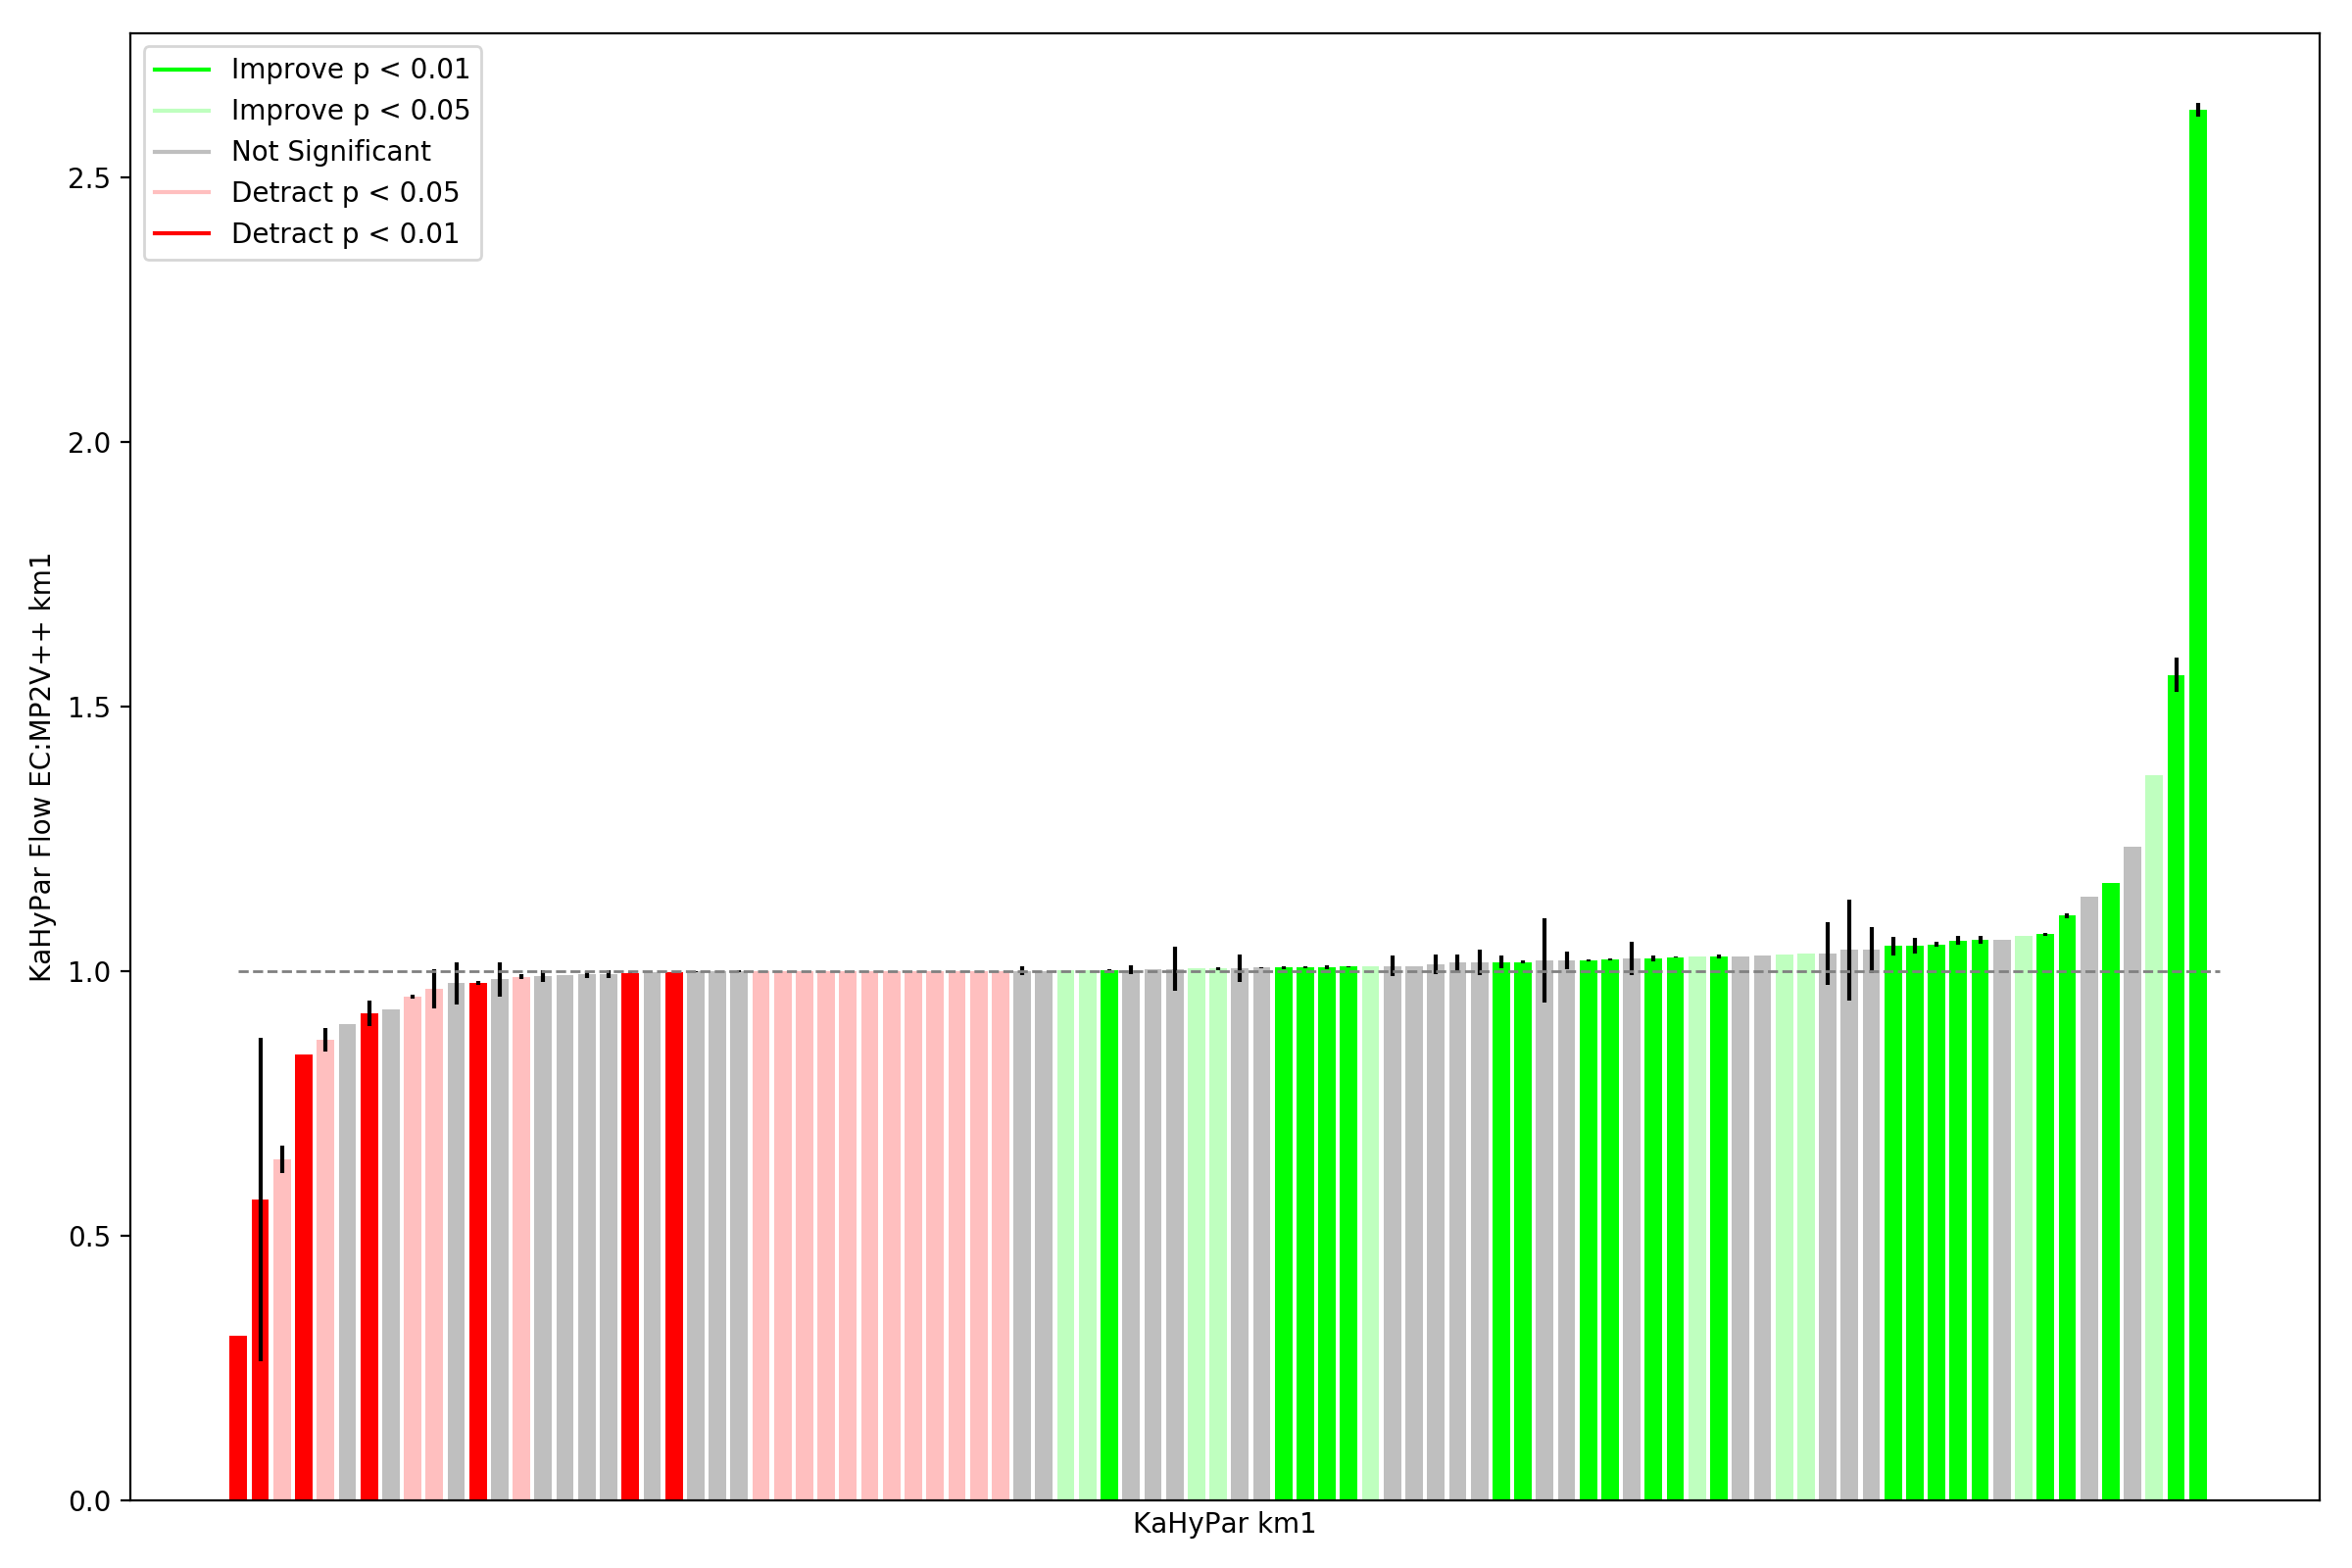 Improve p < 0.01
Improve p < 0.05
Not Significant
Detract p < 0.05
Detract p < 0.01
2.5
2.0
1.5
1.0
0.5
0.0
KaHyPar Flow EC:MP2V++ km1
KaHyPar km1